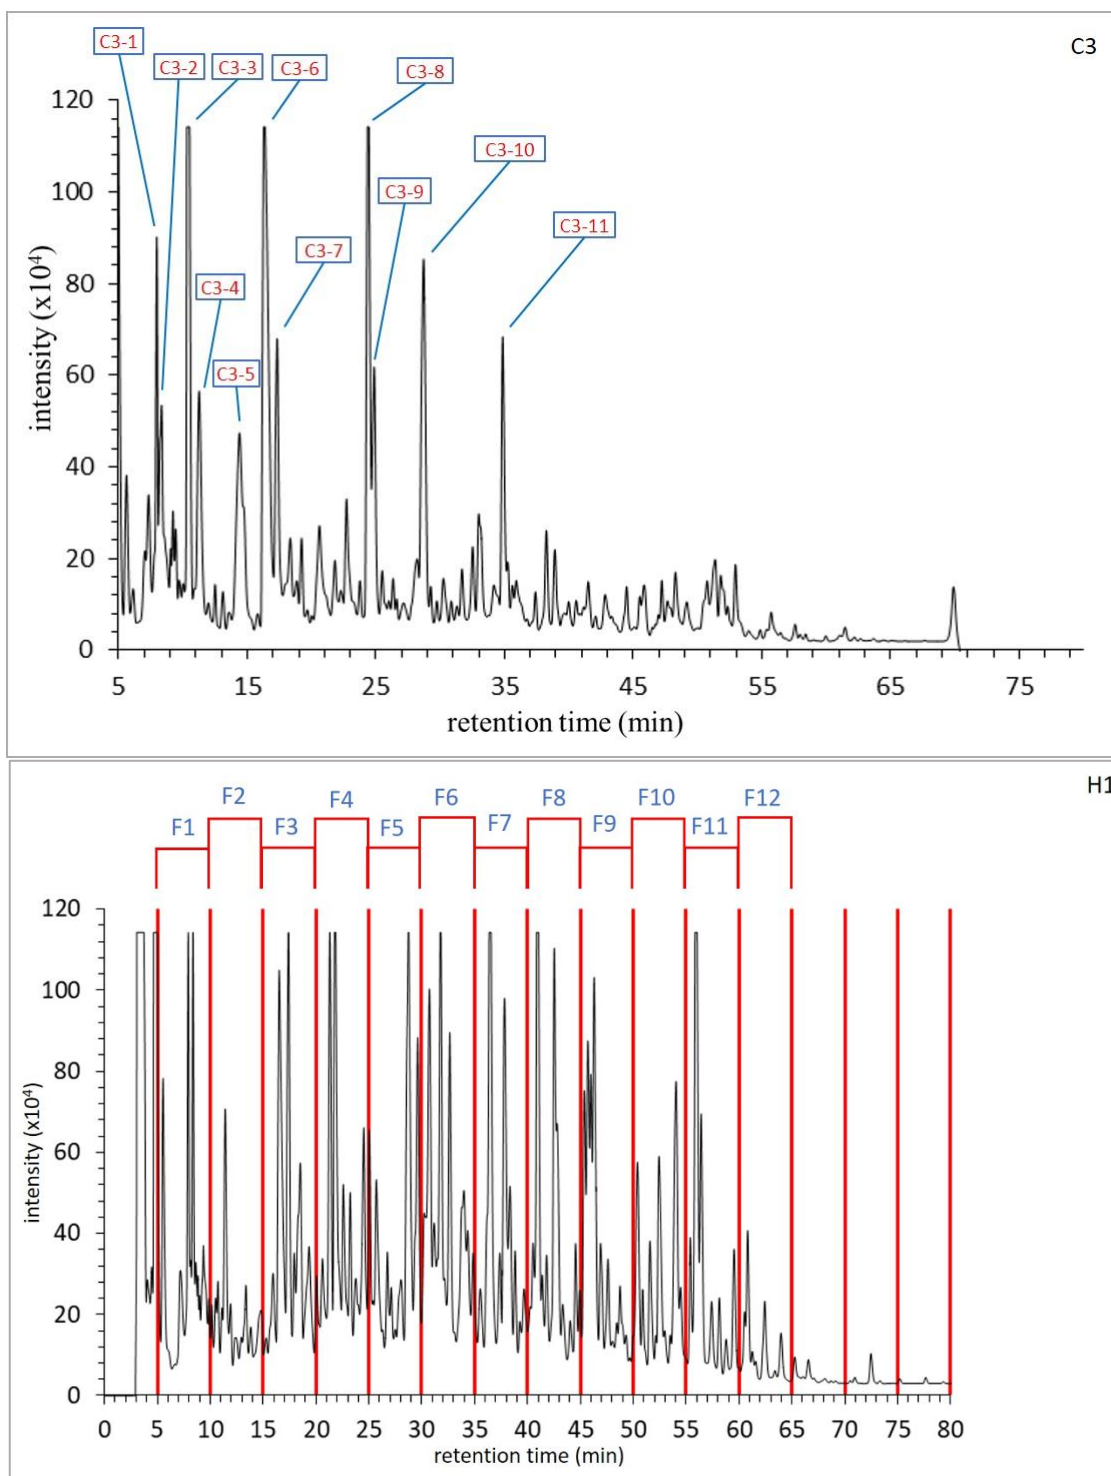 C3
C3-1
C3-2
C3-3
C3-6
C3-8
C3-10
C3-9
C3-11
C3-7
C3-4
C3-5
intensity (x10⁴)
120
100
80
60
40
20
0
5 15 25 35 45 55 65 75
retention time (min)
H1
F1 F2 F3 F4 F5 F6 F7 F8 F9 F10 F11 F12
intensity (x10⁴)
120
100
80
60
40
20
0
0 5 10 15 20 25 30 35 40 45 50 55 60 65 70 75 80
retention time (min)